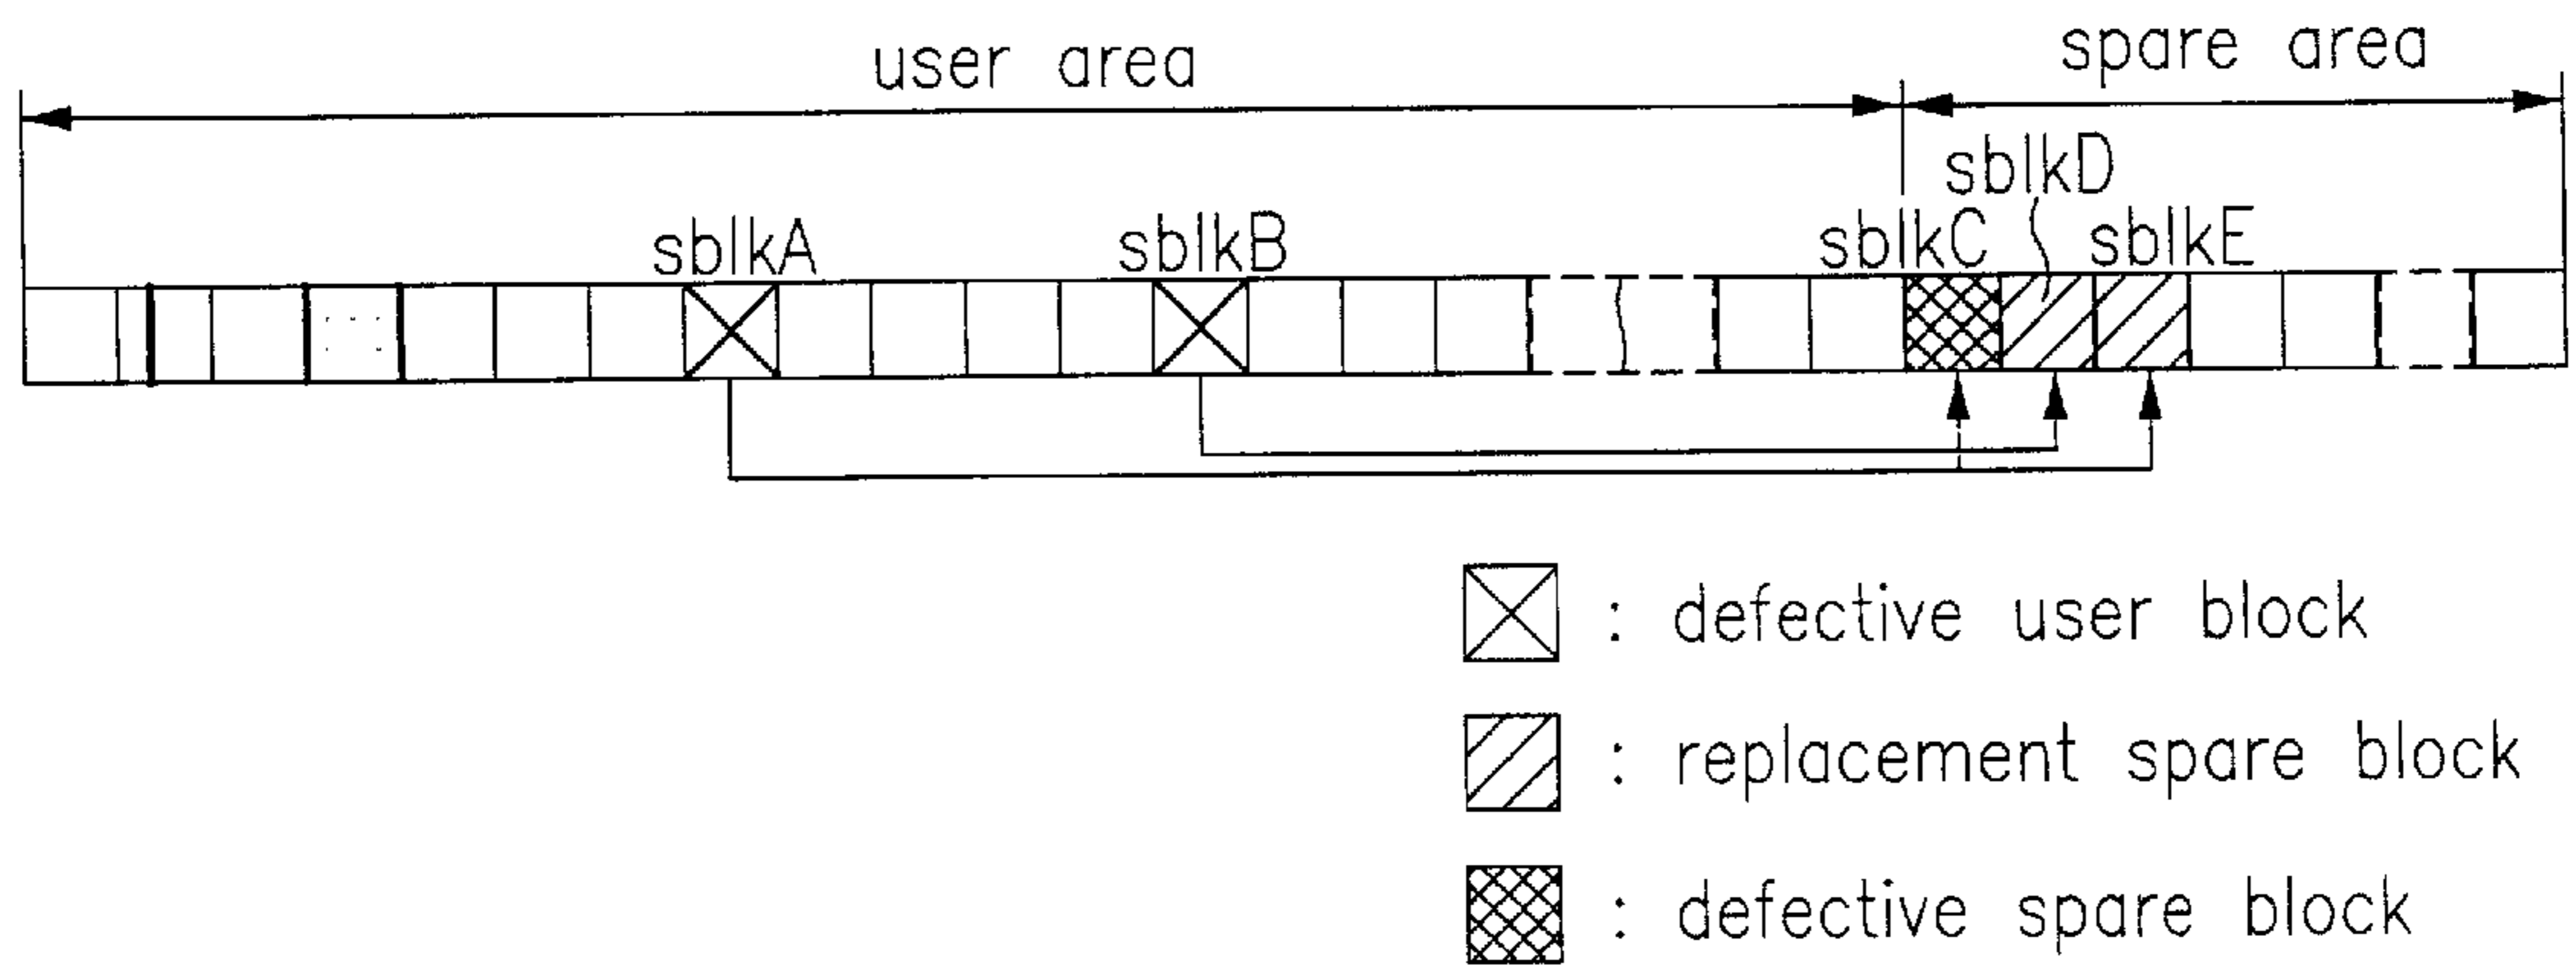 user area
spare area
sblkD
sblkA
sblkB
sblkC
sblkE
: defective user block
: replacement spare block
: defective spare block